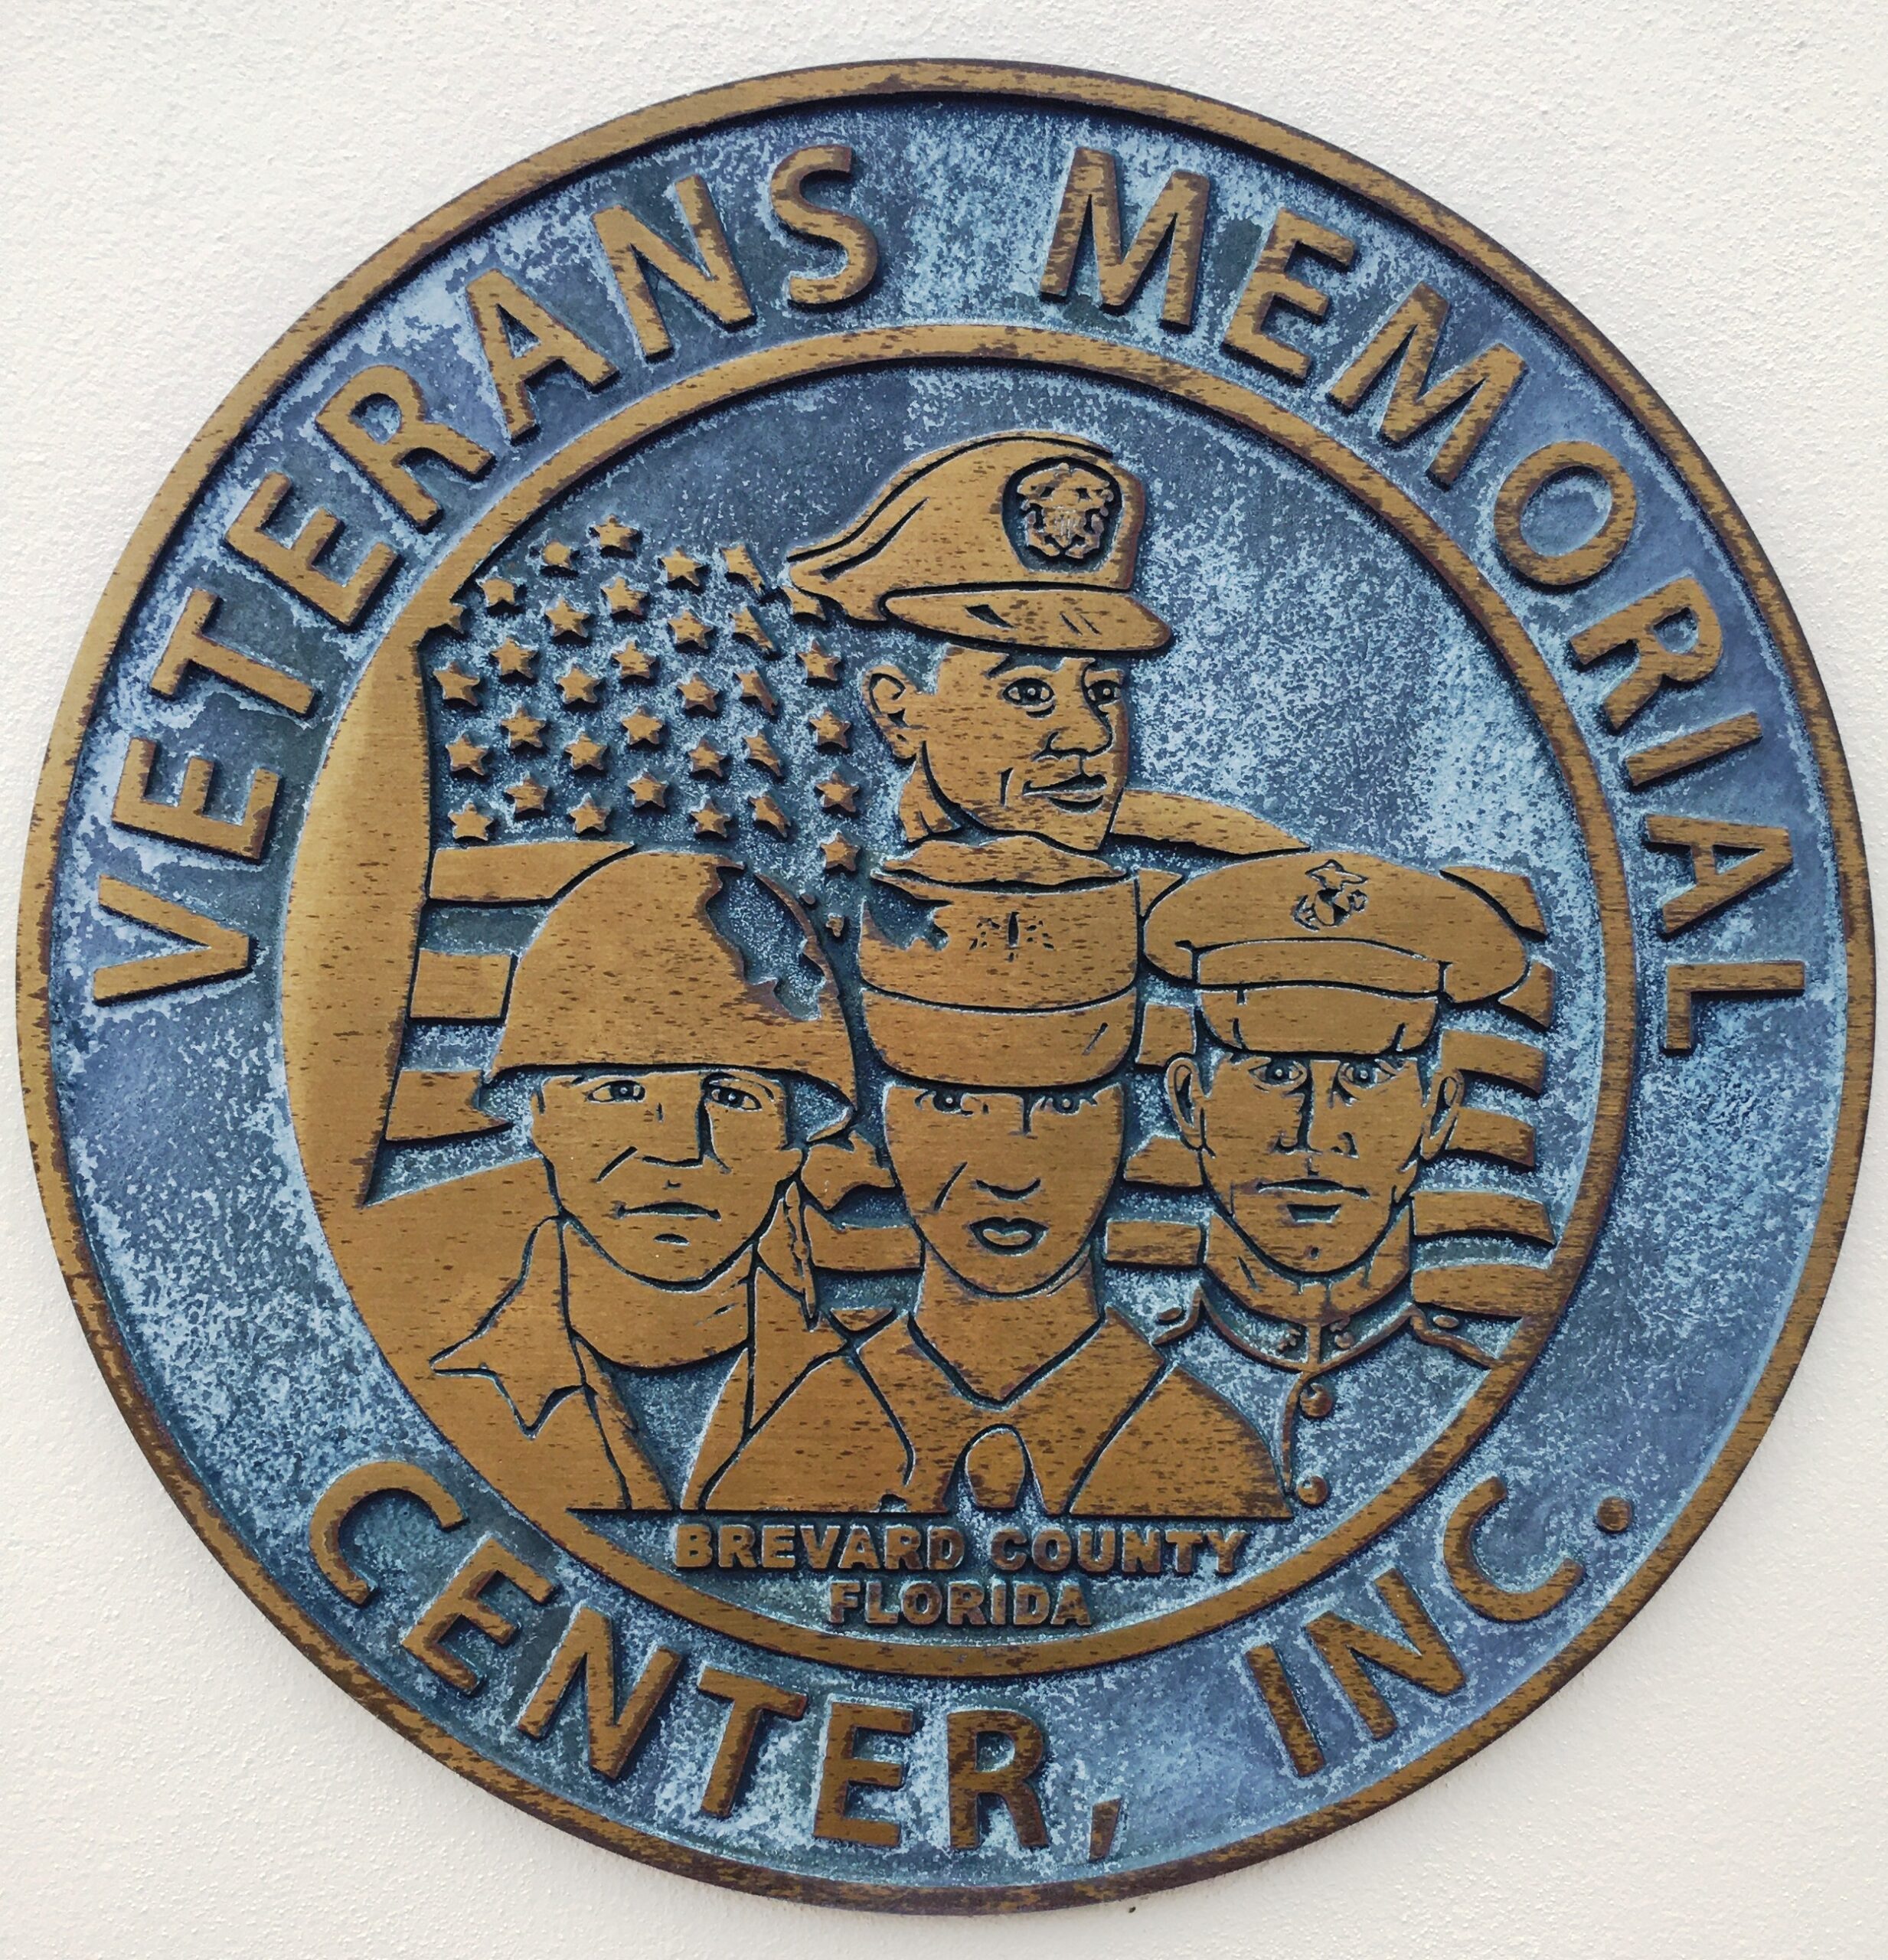 VETERANS MEMORIAL
CENTER, INC.
BREVARD COUNTY
FLORIDA